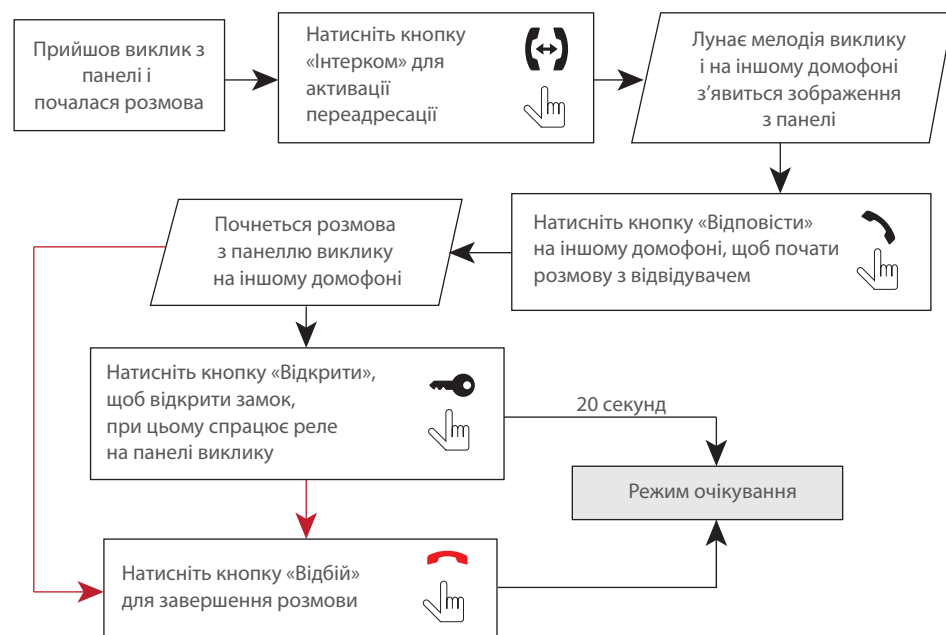 Прийшов виклик з
панелі і
почалася розмова
Натисніть кнопку
«Інтерком» для
активації
переадресації
Лунає мелодія виклику
і на іншому домофоні
з'явиться зображення
з панелі
Натисніть кнопку «Відповісти»
на іншому домофоні, щоб почати
розмову з відвідувачем
Почнеться розмова
з панеллю виклику
на іншому домофоні
Натисніть кнопку «Відкрити»,
щоб відкрити замок,
при цьому спрацює реле
на панелі виклику
20 секунд
Режим очікування
Натисніть кнопку «Відбій»
для завершення розмови